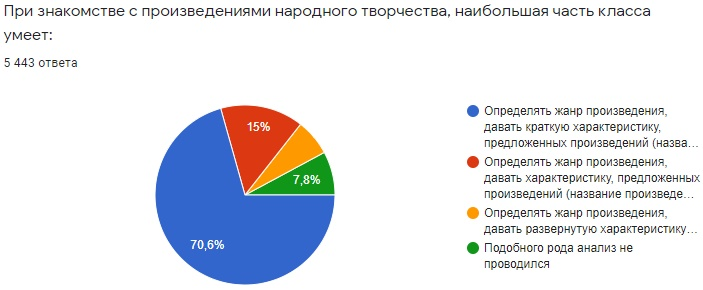 При знакомстве с произведениями народного творчества, наибольшая часть класса
умеет:
5 443 ответа
15%
7,8%
70,6%
Определять жанр произведения,
давать краткую характеристику,
предложенных произведений (назва…
Определять жанр произведения,
давать характеристику, предложенных
произведений (название произведе…
Определять жанр произведения,
давать развернутую характеристику…
Подобного рода анализ не
проводился